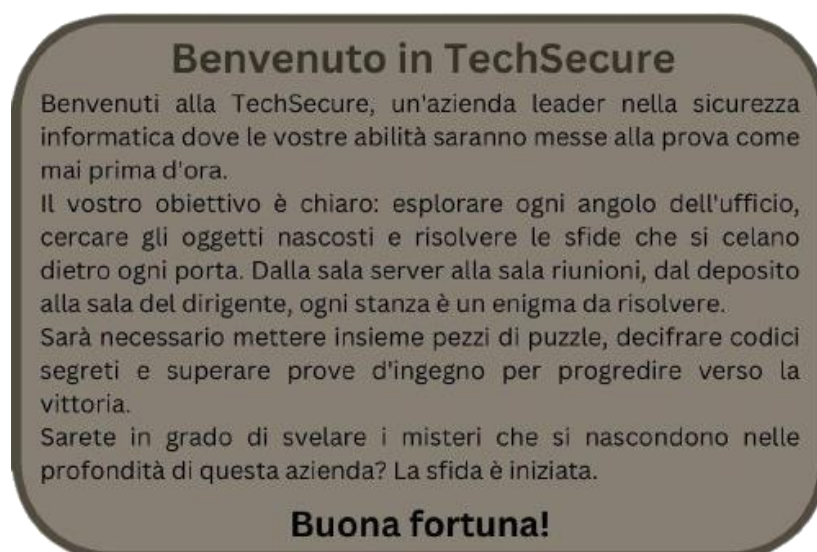 Benvenuto in TechSecure
Benvenuti alla TechSecure, un'azienda leader nella sicurezza
informatica dove le vostre abilità saranno messe alla prova come
mai prima d'ora.
Il vostro obiettivo è chiaro: esplorare ogni angolo dell'ufficio,
cercare gli oggetti nascosti e risolvere le sfide che si celano
dietro ogni porta. Dalla sala server alla sala riunioni, dal deposito
alla sala del dirigente, ogni stanza è un enigma da risolvere.
Sarà necessario mettere insieme pezzi di puzzle, decifrare codici
segreti e superare prove d'ingegno per progredire verso la
vittoria.
Sarete in grado di svelare i misteri che si nascondono nelle
profondità di questa azienda? La sfida è iniziata.
Buona fortuna!